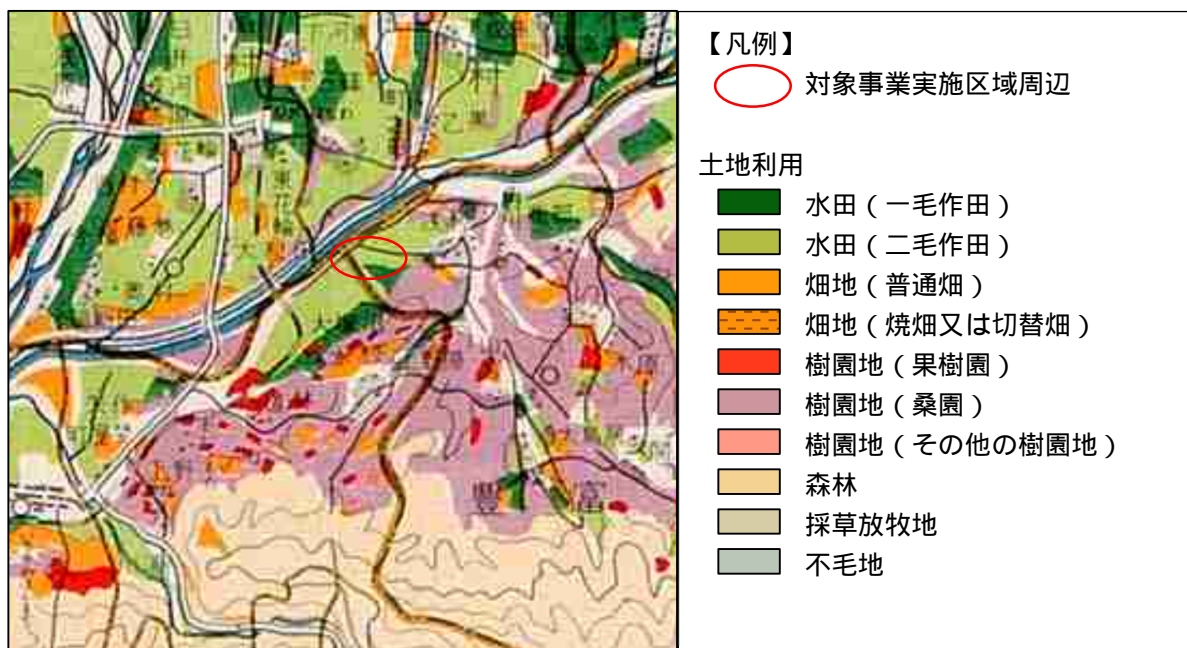 豊富
【凡例】
対象事業実施区域周辺
土地利用
水田（一毛作田）
水田（二毛作田）
畑地（普通畑）
畑地（焼畑又は切替畑）
樹園地（果樹園）
樹園地（桑園）
樹園地（その他の樹園地）
森林
採草放牧地
不毛地